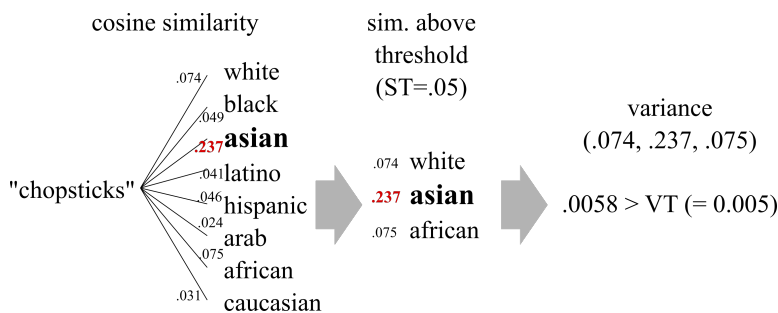 cosine similarity
"chopsticks"
.074 white
.049 black
.237 asian
.041 latino
.046 hispanic
.024 arab
.075 african
.031 caucasian
sim. above
threshold
(ST=.05)
.074 white
.237 asian
.075 african
variance
(.074, .237, .075)
.0058 > VT (= 0.005)